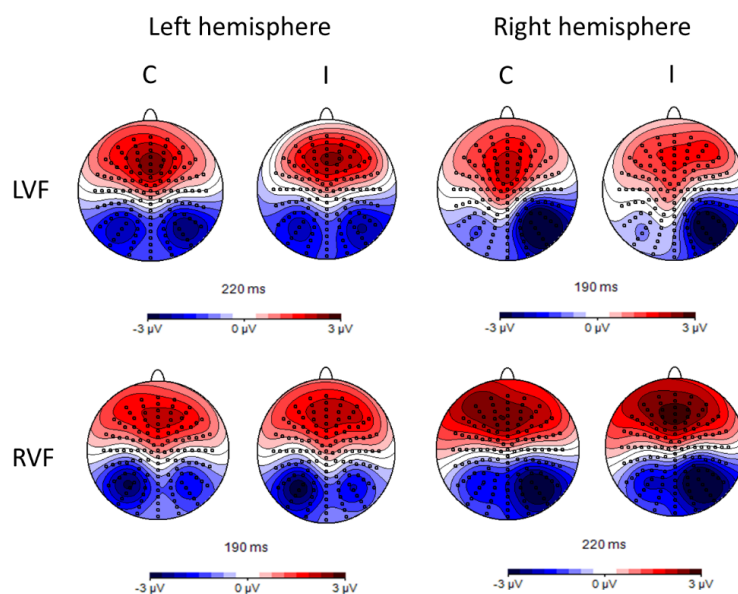 Left hemisphere Right hemisphere
C I C I
LVF
220 ms 190 ms
-3 µV 0 µV 3 µV -3 µV 0 µV 3 µV
RVF
190 ms 220 ms
-3 µV 0 µV 3 µV -3 µV 0 µV 3 µV